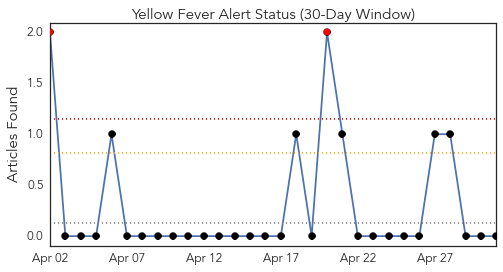 Yellow Fever Alert Status (30-Day Window)
Articles Found
2.0
1.5
1.0
0.5
0.0
Apr 02 Apr 07 Apr 12 Apr 17 Apr 22 Apr 27